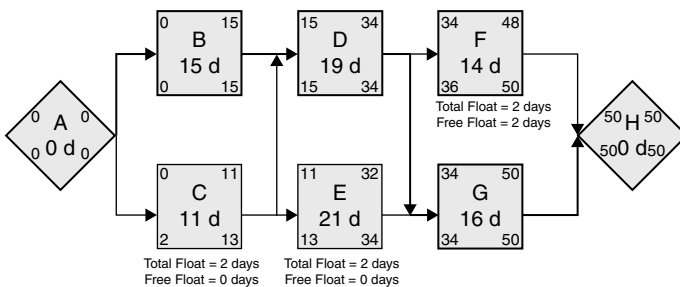 0 15
B
15 d
0 15
15 34
D
19 d
15 34
34 48
F
14 d
36 50
Total Float = 2 days
Free Float = 2 days
0 0
A
0 d
0 0
50 50
H
0 d
50 50
0 11
C
11 d
2 13
Total Float = 2 days
Free Float = 0 days
11 32
E
21 d
13 34
Total Float = 2 days
Free Float = 0 days
34 50
G
16 d
34 50